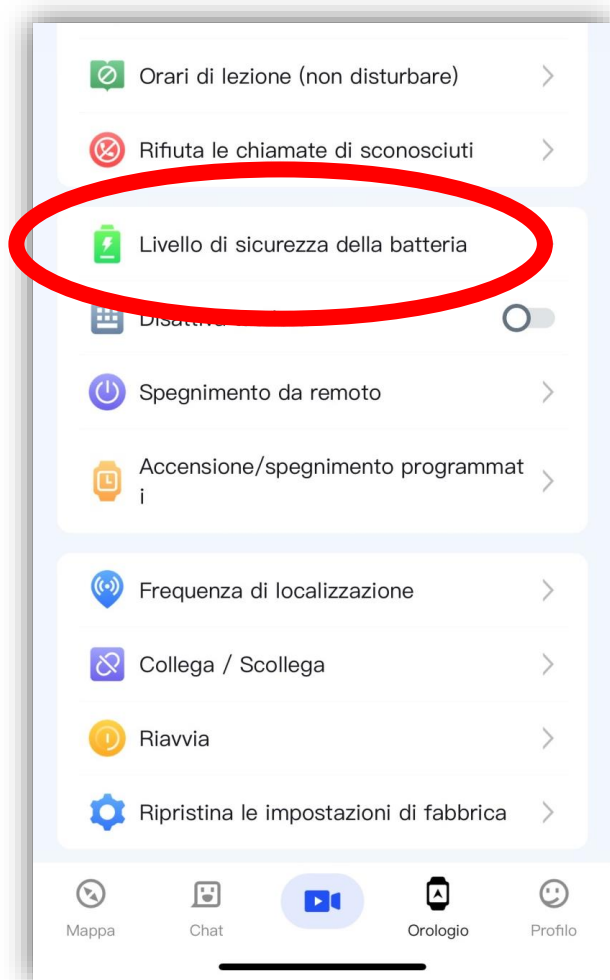 Orari di lezione (non disturbare)
Rifiuta le chiamate di sconosciuti
Livello di sicurezza della batteria
Spegnimento da remoto
Accensione/spegnimento programmat
i
Frequenza di localizzazione
Collega / Scollega
Riavvia
Ripristina le impostazioni di fabbrica
Mappa
Chat
Orologio
Profilo